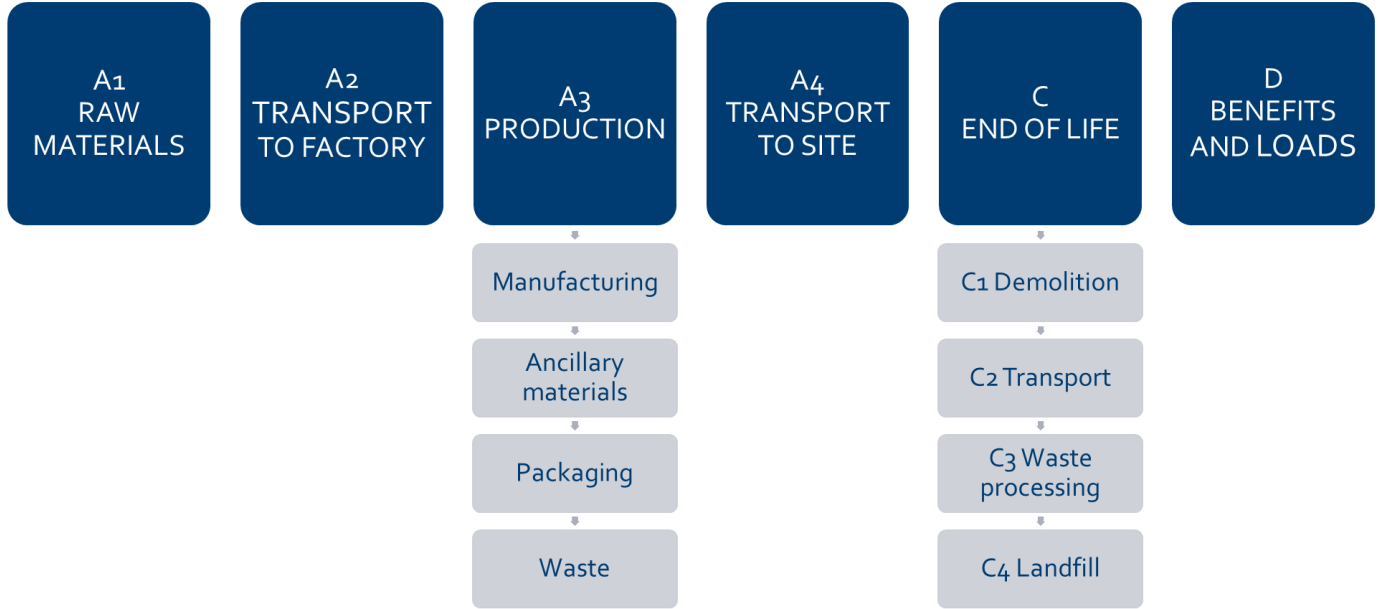 A1
RAW
MATERIALS
A2
TRANSPORT
TO FACTORY
A3
PRODUCTION
A4
TRANSPORT
TO SITE
C
END OF LIFE
D
BENEFITS
AND LOADS
Manufacturing
Ancillary
materials
Packaging
Waste
C1 Demolition
C2 Transport
C3 Waste
processing
C4 Landfill